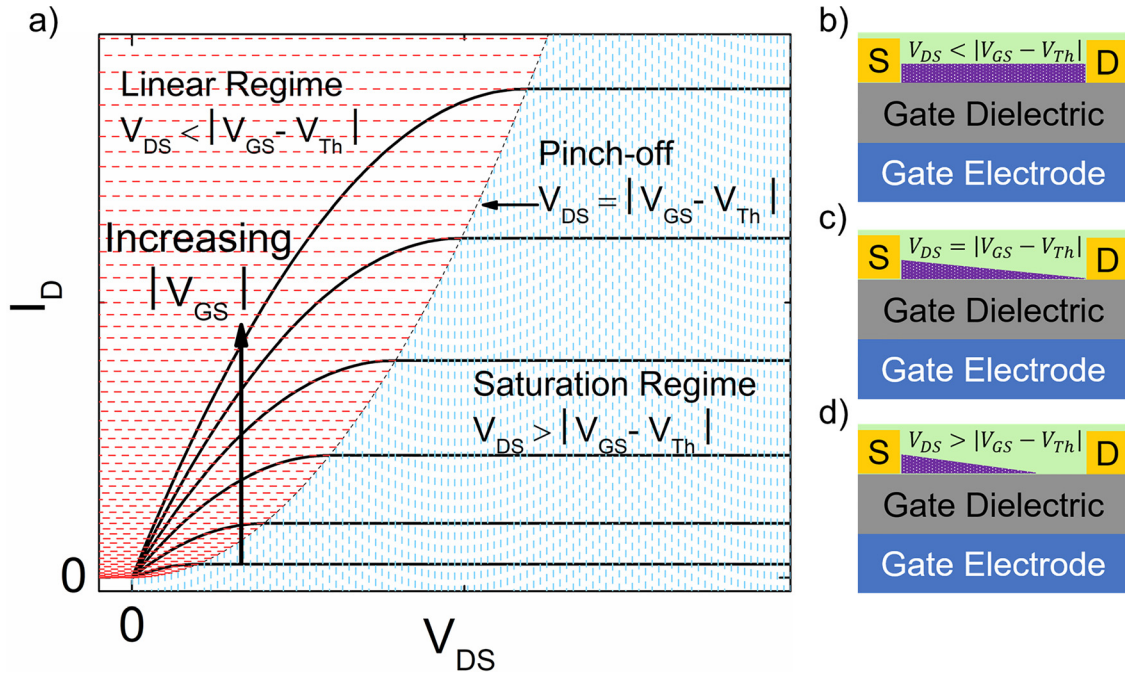 a)
Linear Regime
V_DS < |V_GS - V_Th|
Pinch-off
V_DS = |V_GS - V_Th|
Increasing
|V_GS|
Saturation Regime
V_DS > |V_GS - V_Th|
I_D
0
0
V_DS
b)
S V_DS < |V_GS − V_Th| D
Gate Dielectric
Gate Electrode
c)
S V_DS = |V_GS − V_Th| D
Gate Dielectric
Gate Electrode
d)
S V_DS > |V_GS − V_Th| D
Gate Dielectric
Gate Electrode